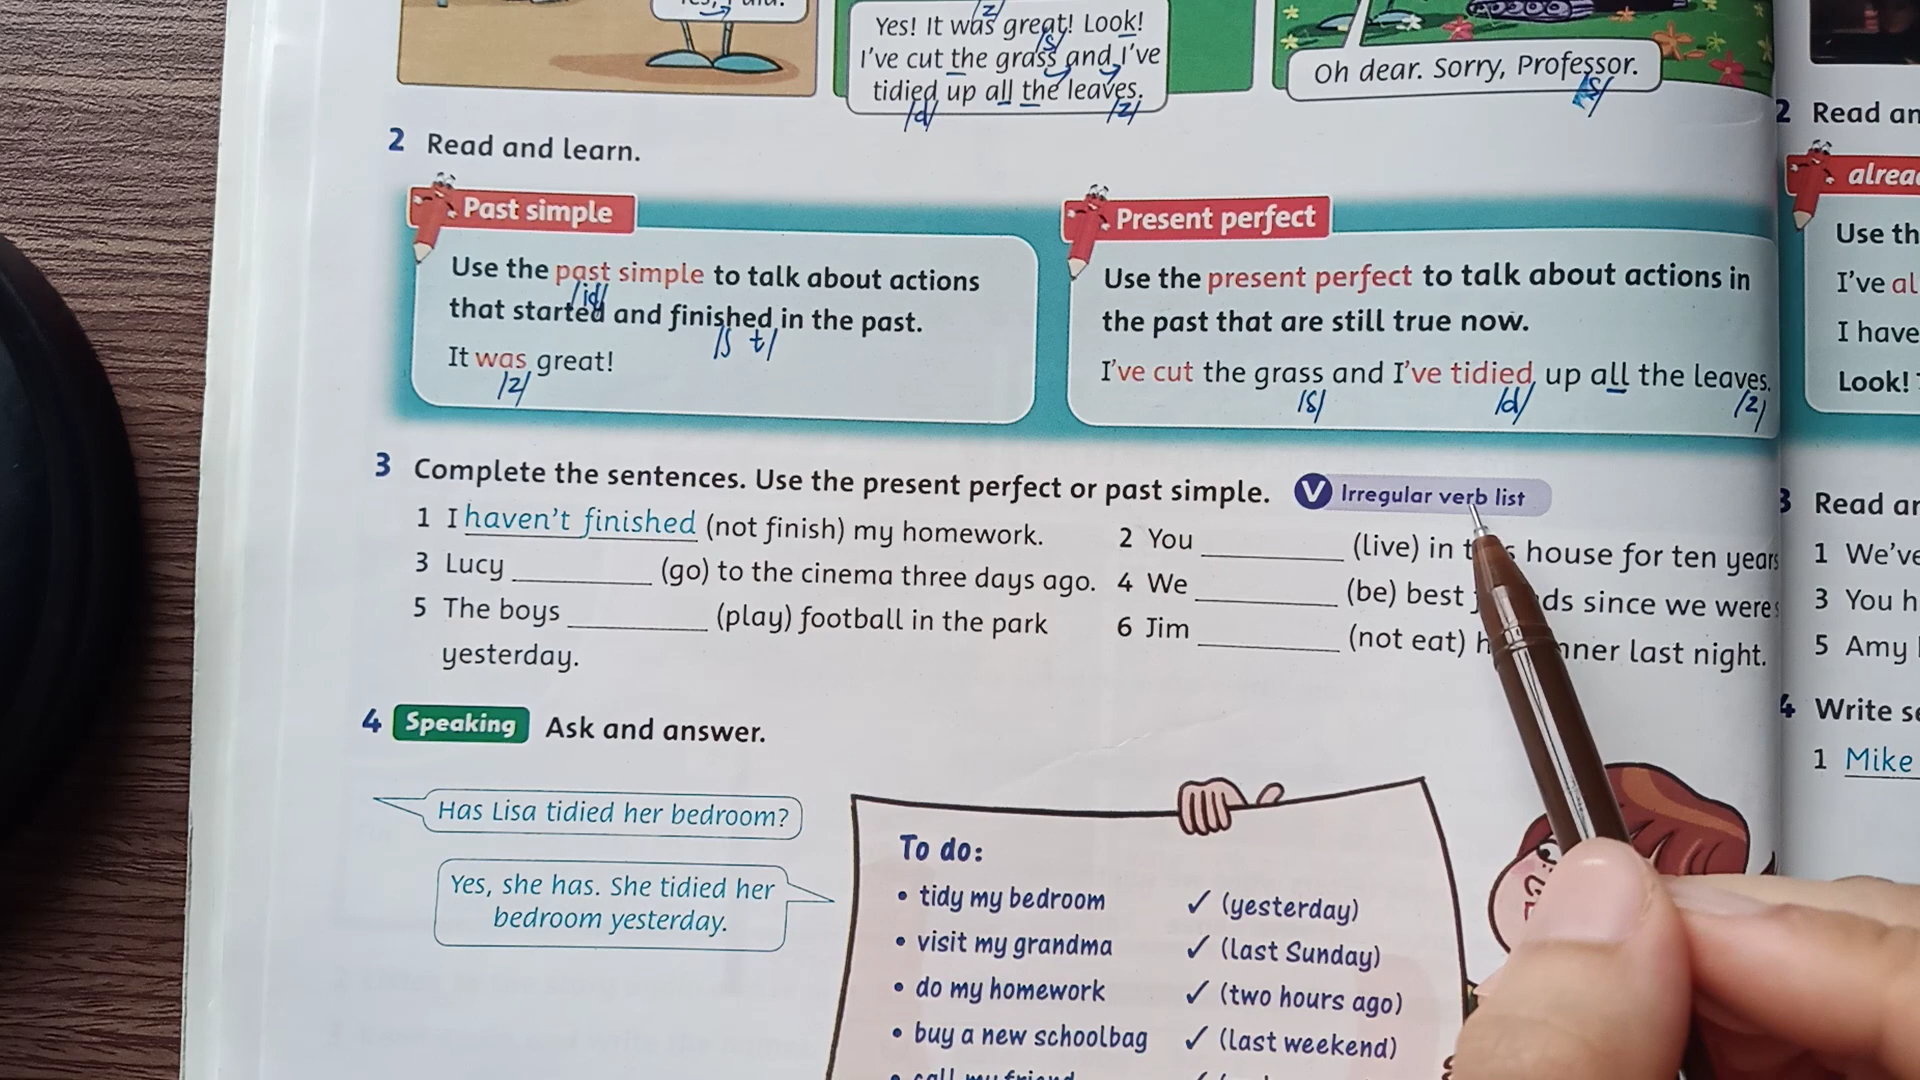 Yes! It was great! Look!
/z/
I've cut the grass and I've
/s/
tidied up all the leaves.
/d/ /z/
Oh dear. Sorry, Professor.
/s/
2 Read and learn.
Past simple
Use the past simple to talk about actions
/id/
that started and finished in the past.
/ʃt/
It was great!
/z/
Present perfect
Use the present perfect to talk about actions in
the past that are still true now.
I've cut the grass and I've tidied up all the leaves.
/s/ /d/ /z/
3 Complete the sentences. Use the present perfect or past simple. V Irregular verb list
1 I haven't finished (not finish) my homework.
2 You __________ (live) in house for ten years
3 Lucy __________ (go) to the cinema three days ago.
4 We __________ (be) best since we were
5 The boys __________ (play) football in the park
yesterday.
6 Jim __________ (not eat) last night.
4 Speaking Ask and answer.
Has Lisa tidied her bedroom?
Yes, she has. She tidied her
bedroom yesterday.
To do:
• tidy my bedroom ✓ (yesterday)
• visit my grandma ✓ (last Sunday)
• do my homework ✓ (two hours ago)
• buy a new schoolbag ✓ (last weekend)
2 Read
Use
I've
I have
Look!
3 Read
1 We've
3 You
5 Amy
4 Write
1 Mike